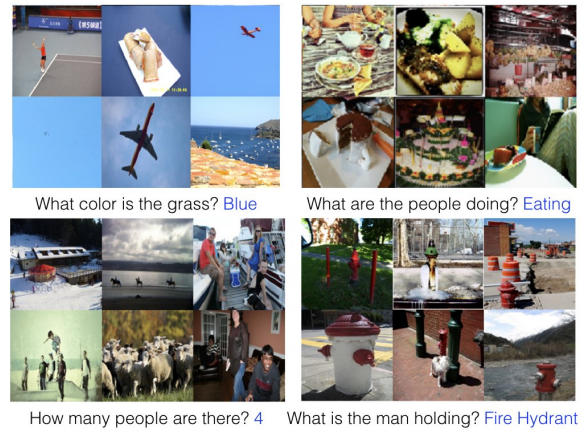 What color is the grass? Blue
What are the people doing? Eating
How many people are there? 4
What is the man holding? Fire Hydrant